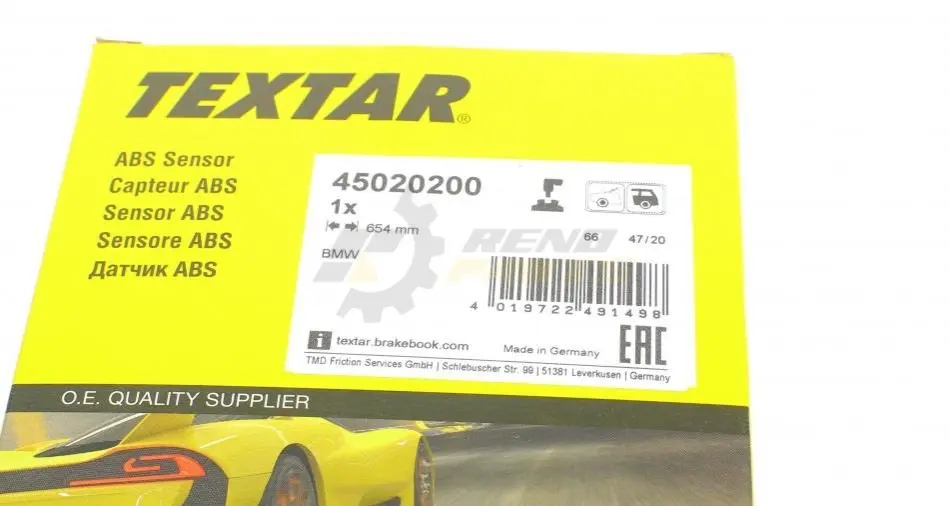 TEXTAR®
ABS Sensor
Capteur ABS
Sensor ABS
Sensore ABS
Датчик ABS
45020200
1x
654 mm
BMW
66
47/20
RENO
4 019722 491498
i textar.brakebook.com
Made in Germany
EAC
TMD Friction Services GmbH | Schlebuscher Str. 99 | 51381 Leverkusen | Germany
O.E. QUALITY SUPPLIER